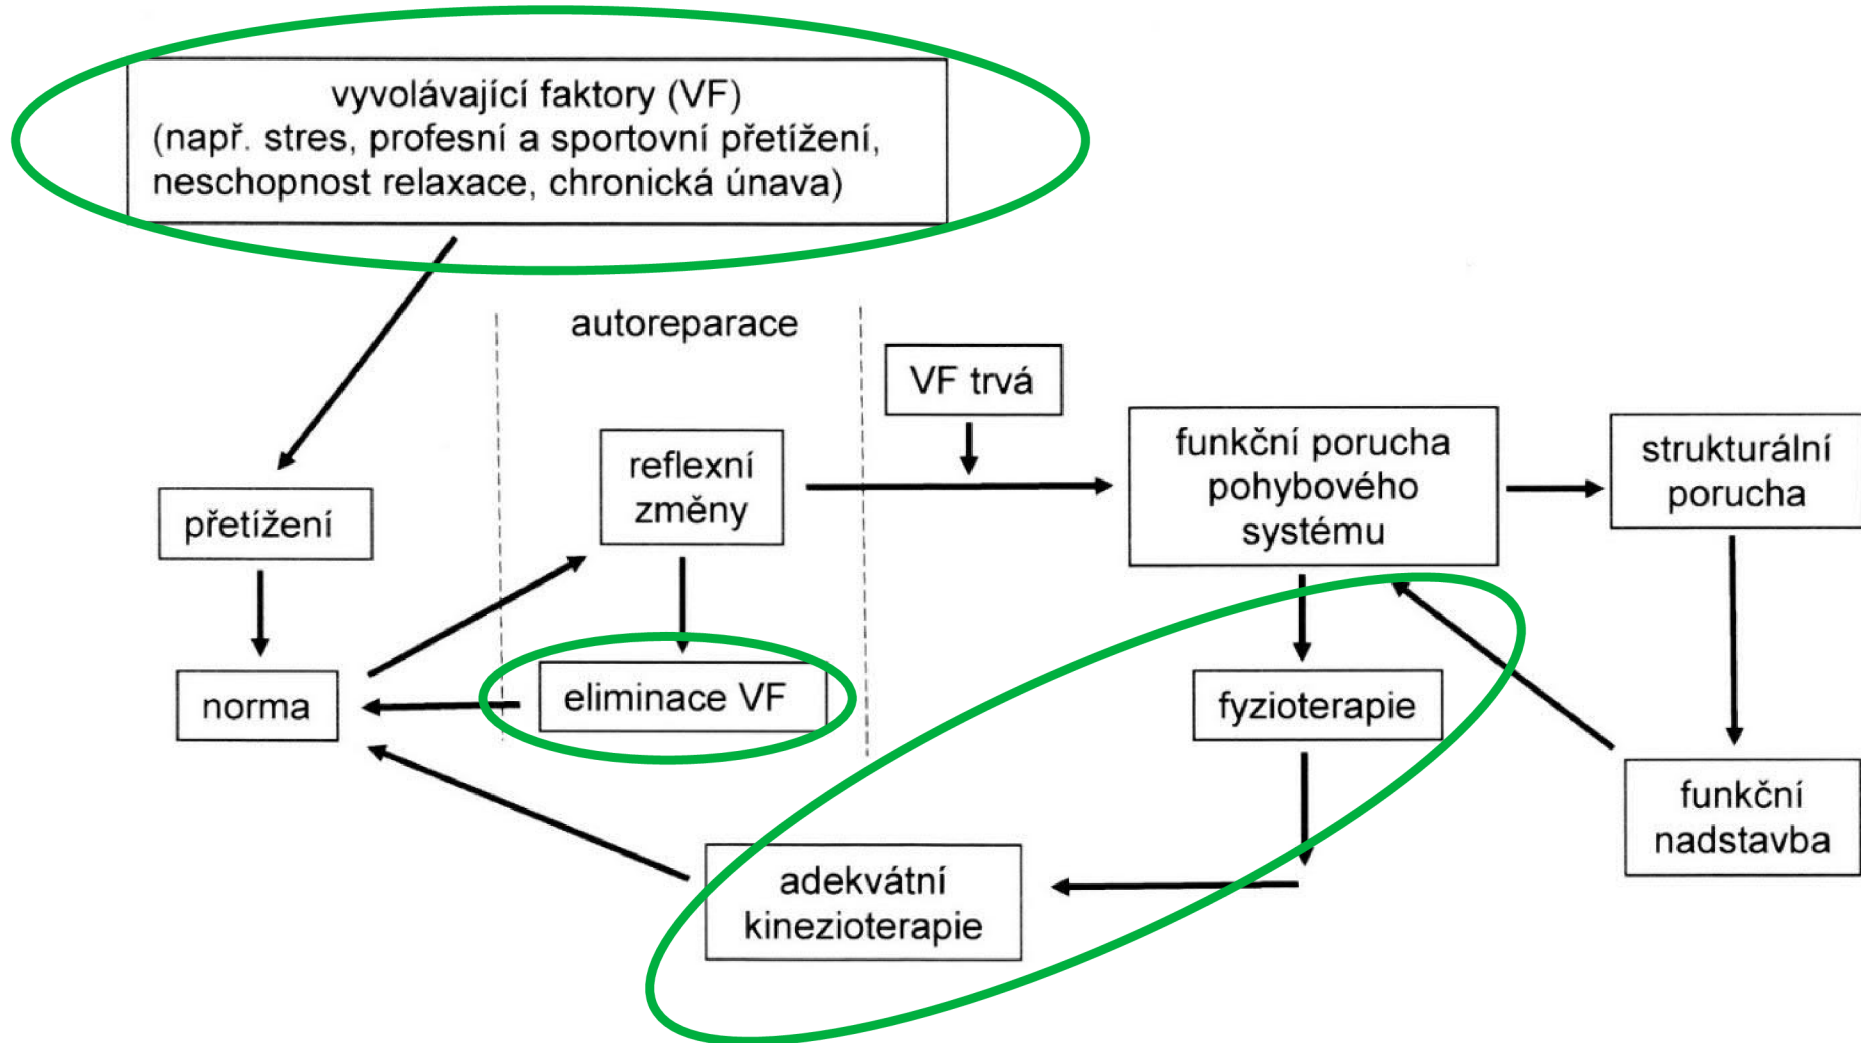 vyvolávající faktory (VF)
(např. stres, profesní a sportovní přetížení,
neschopnost relaxace, chronická únava)
autoreparace
VF trvá
reflexní
změny
funkční porucha
pohybového
systému
strukturální
porucha
přetížení
norma
eliminace VF
fyzioterapie
funkční
nadstavba
adekvátní
kinezioterapie